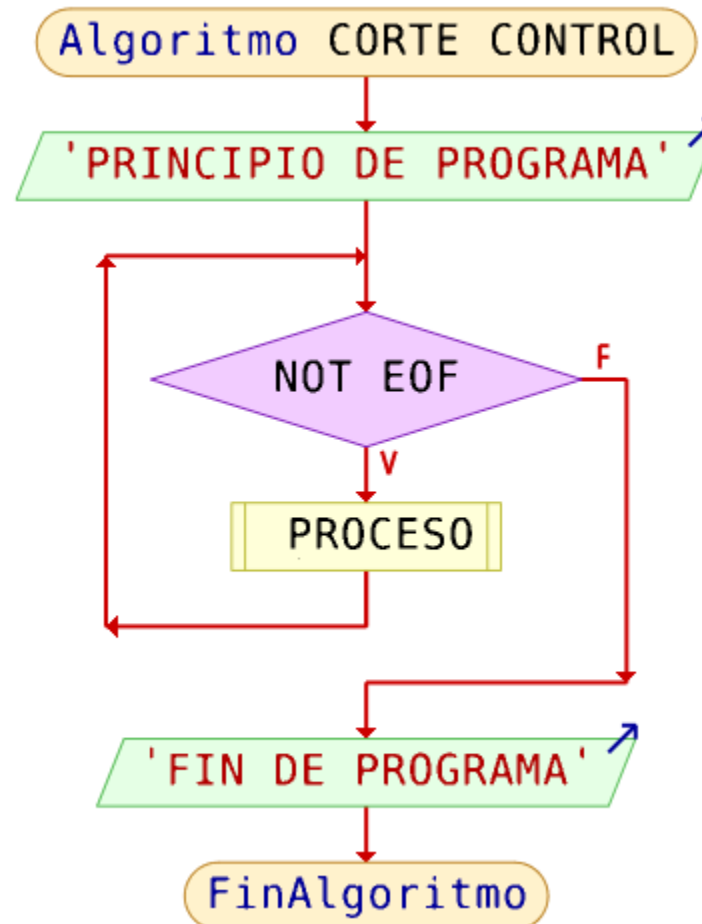 Algoritmo CORTE CONTROL
'PRINCIPIO DE PROGRAMA'
NOT EOF
F
V
PROCESO
'FIN DE PROGRAMA'
FinAlgoritmo